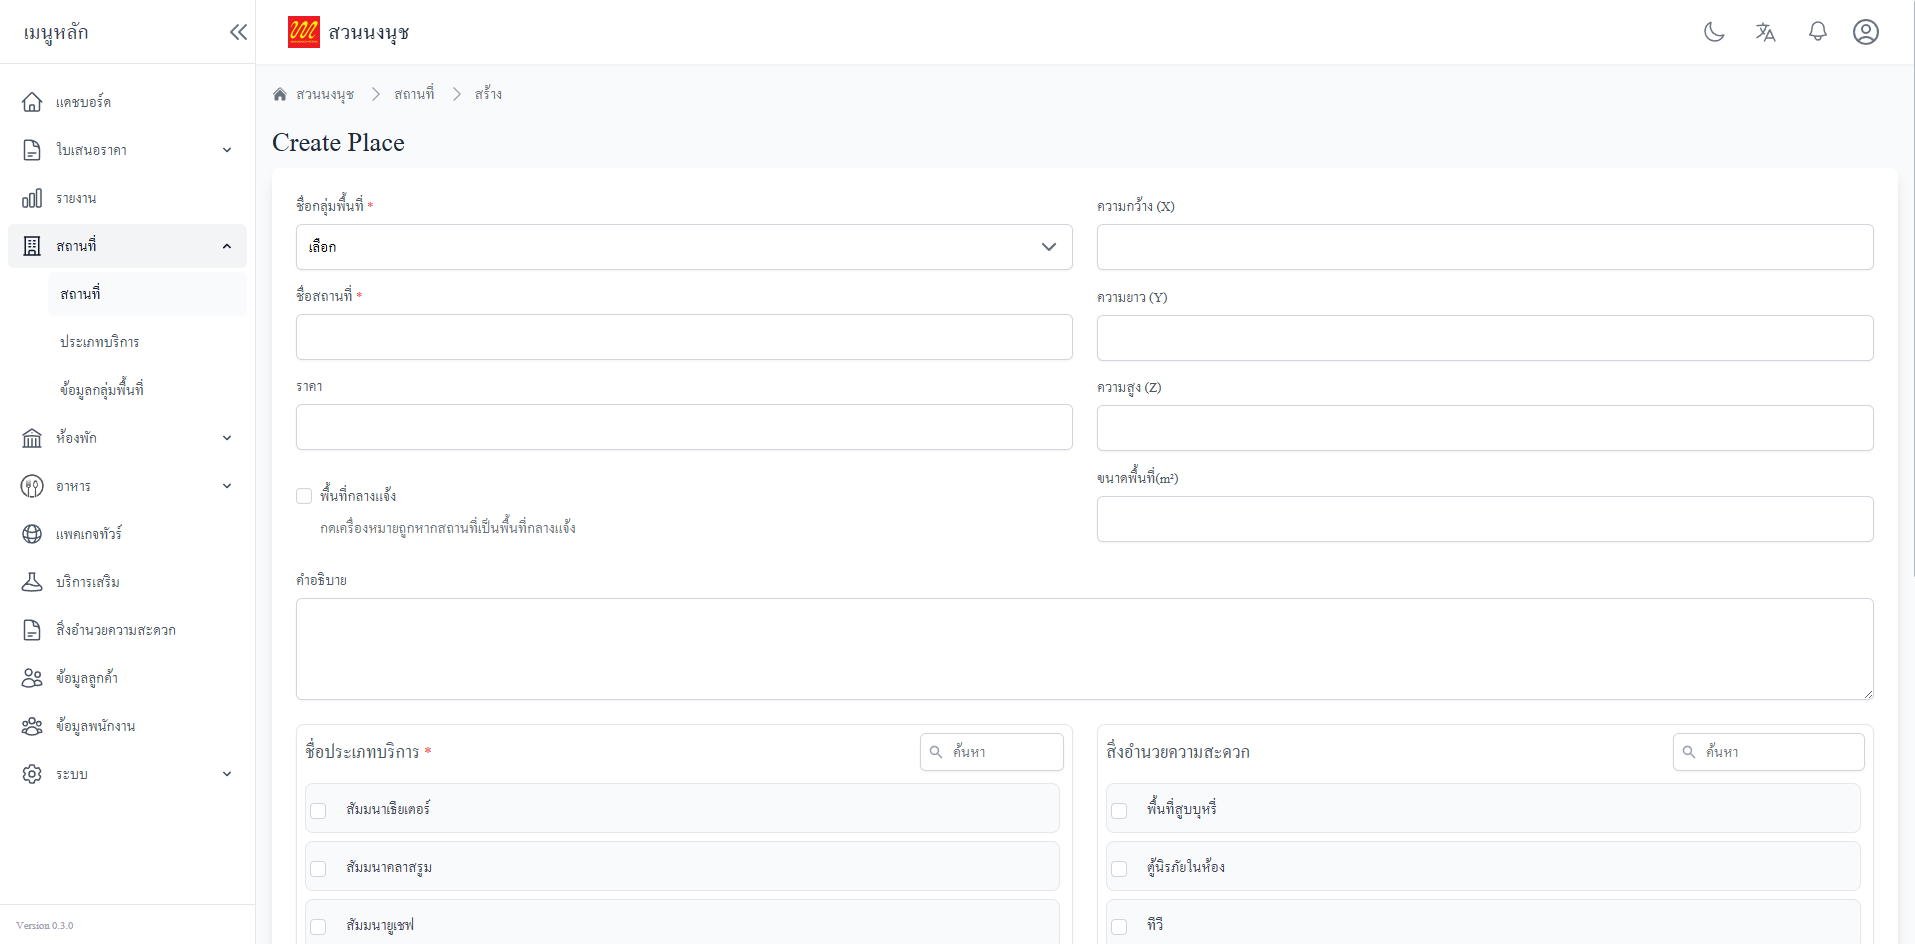 เมนูหลัก
สวนนงนุช
แดชบอร์ด
ใบเสนอราคา
รายงาน
สถานที่
สถานที่
ประเภทบริการ
ข้อมูลกลุ่มพื้นที่
ห้องพัก
อาหาร
แพคเกจทัวร์
บริการเสริม
สิ่งอำนวยความสะดวก
ข้อมูลลูกค้า
ข้อมูลพนักงาน
ระบบ
Version 0.3.0
สวนนงนุช สถานที่ สร้าง
Create Place
ชื่อกลุ่มพื้นที่ *
เลือก
ชื่อสถานที่ *
ราคา
พื้นที่กลางแจ้ง
กดเครื่องหมายถูกหากสถานที่เป็นพื้นที่กลางแจ้ง
ความกว้าง (X)
ความยาว (Y)
ความสูง (Z)
ขนาดพื้นที่(m²)
คำอธิบาย
ชื่อประเภทบริการ *
ค้นหา
สัมมนาเธียเตอร์
สัมมนาคลาสรูม
สัมมนายูเชฟ
สิ่งอำนวยความสะดวก
ค้นหา
พื้นที่สูบบุหรี่
ตู้นิรภัยในห้อง
ทีวี